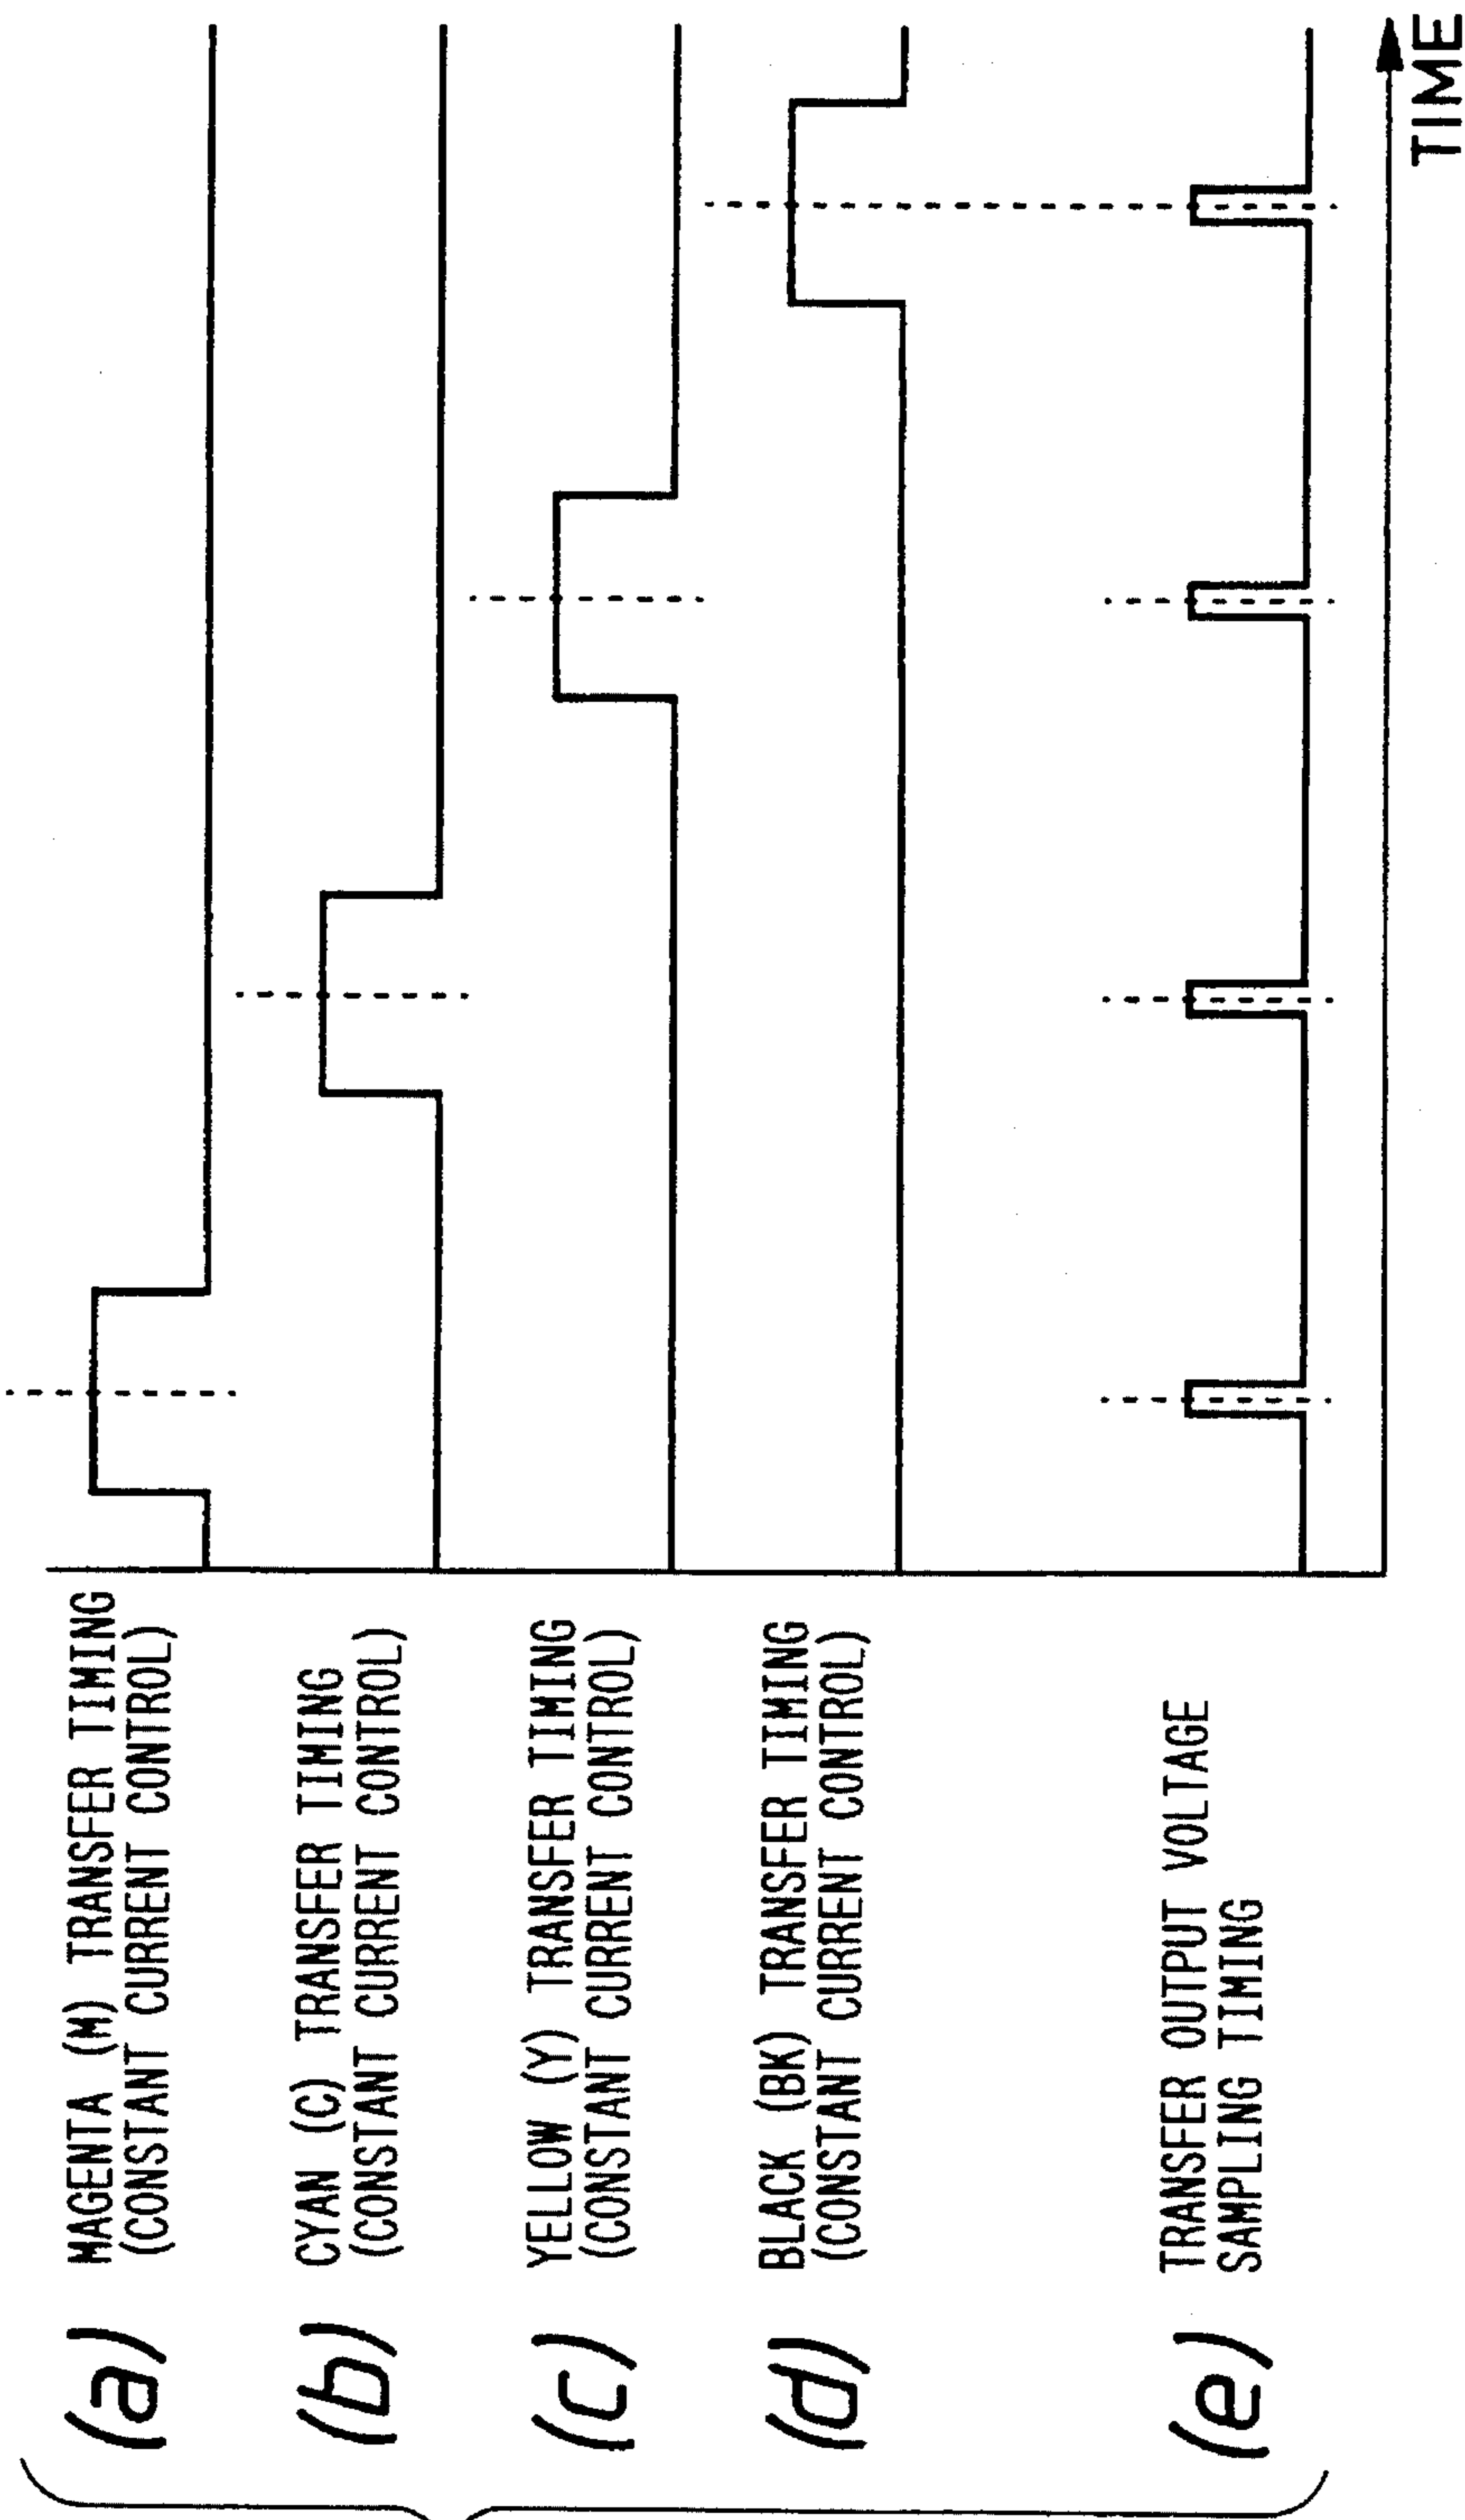 (a) MAGENTA (M) TRANSFER TIMING
(CONSTANT CURRENT CONTROL)
(b) CYAN (C) TRANSFER TIMING
(CONSTANT CURRENT CONTROL)
(c) YELLOW (Y) TRANSFER TIMING
(CONSTANT CURRENT CONTROL)
(d) BLACK (BK) TRANSFER TIMING
(CONSTANT CURRENT CONTROL)
(e) TRANSFER OUTPUT VOLTAGE
SAMPLING TIMING
TIME